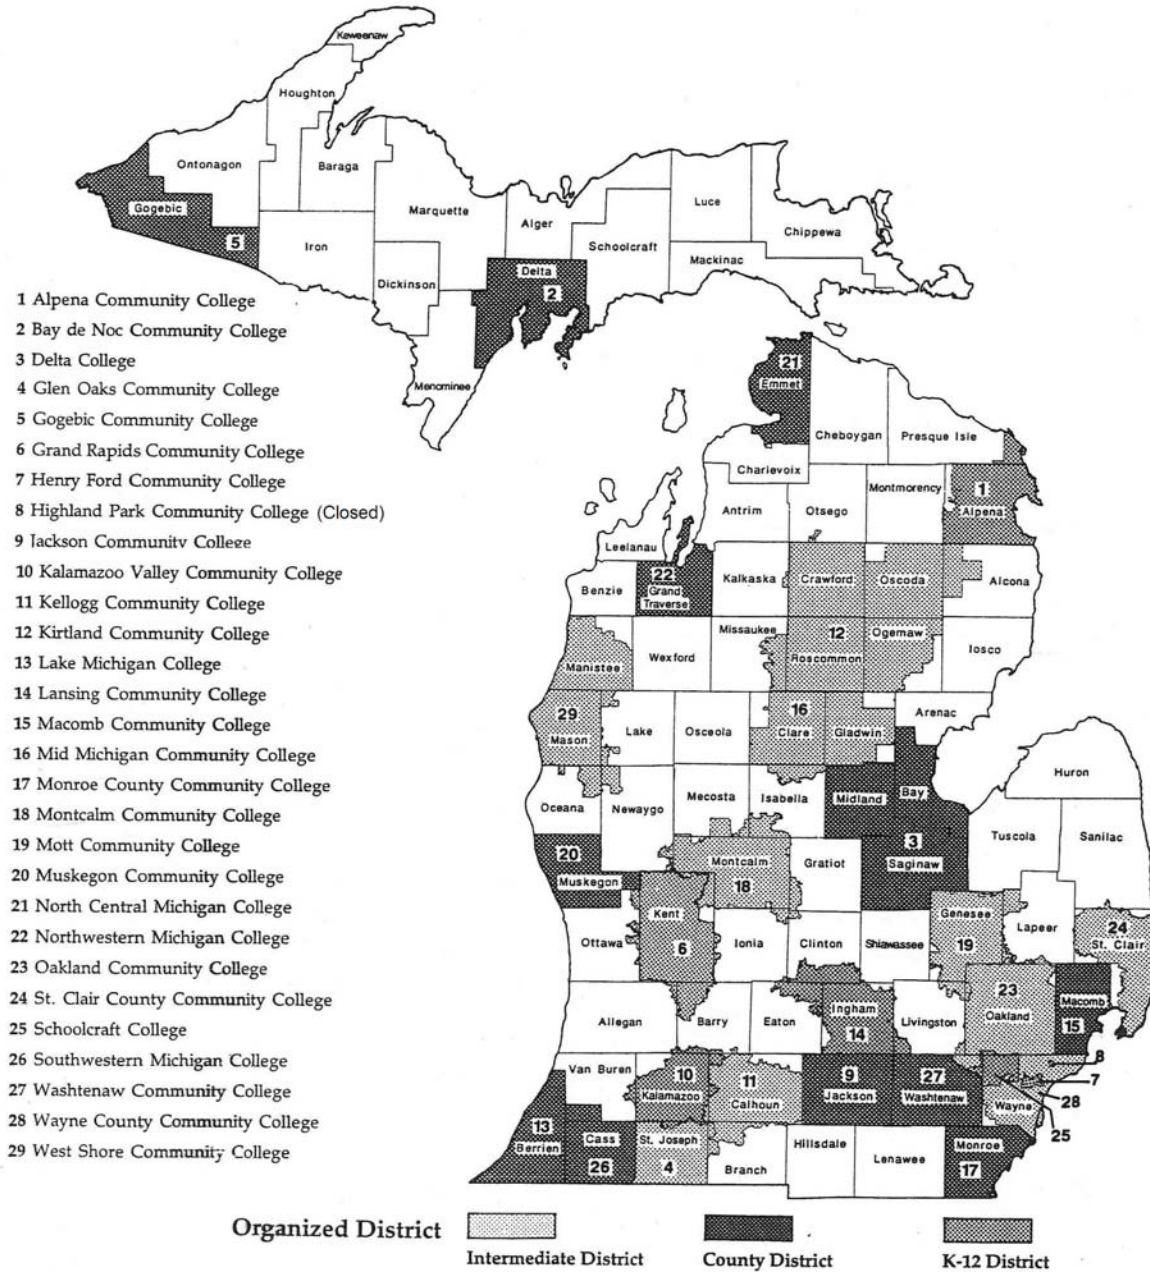 Keweenaw
Houghton
Ontonagon
Baraga
Gogebic
5
Iron
Marquette
Dickinson
Menominee
Alger
Delta
2
Schoolcraft
Luce
Mackinac
Chippewa
1 Alpena Community College
2 Bay de Noc Community College
3 Delta College
4 Glen Oaks Community College
5 Gogebic Community College
6 Grand Rapids Community College
7 Henry Ford Community College
8 Highland Park Community College (Closed)
9 Jackson Community College
10 Kalamazoo Valley Community College
11 Kellogg Community College
12 Kirtland Community College
13 Lake Michigan College
14 Lansing Community College
15 Macomb Community College
16 Mid Michigan Community College
17 Monroe County Community College
18 Montcalm Community College
19 Mott Community College
20 Muskegon Community College
21 North Central Michigan College
22 Northwestern Michigan College
23 Oakland Community College
24 St. Clair County Community College
25 Schoolcraft College
26 Southwestern Michigan College
27 Washtenaw Community College
28 Wayne County Community College
29 West Shore Community College
21
Emmet
Cheboygan
Presque Isle
Charlevoix
Antrim
Otsego
Montmorency
1
Alpena
Leelanau
Benzie
22
Grand
Traverse
Kalkaska
Crawford
Oscoda
Alcona
Manistee
Wexford
Missaukee
12
Roscommon
Ogemaw
Iosco
29
Mason
Lake
Osceola
16
Clare
Gladwin
Arenac
Oceana
Newaygo
Mecosta
Isabella
Midland
Bay
Huron
20
Muskegon
Montcalm
18
Gratiot
3
Saginaw
Tuscola
Sanilac
Ottawa
Kent
6
Ionia
Clinton
Shiawassee
Genesee
19
Lapeer
24
St. Clair
Allegan
Barry
Eaton
Ingham
14
Livingston
23
Oakland
Macomb
15
Van Buren
10
Kalamazoo
11
Calhoun
9
Jackson
27
Washtenaw
Wayne
8
7
28
25
13
Berrien
Cass
26
St. Joseph
4
Branch
Hillsdale
Lenawee
Monroe
17
Organized District
Intermediate District
County District
K-12 District